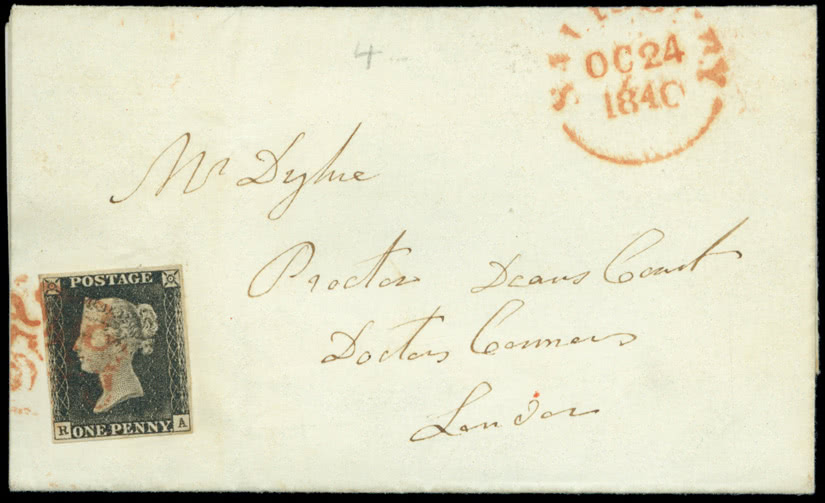 4
OC 24
1840
Mr Dyke
Proctor Deans Court
Doctors Commons
London
POSTAGE
R ONE PENNY. A